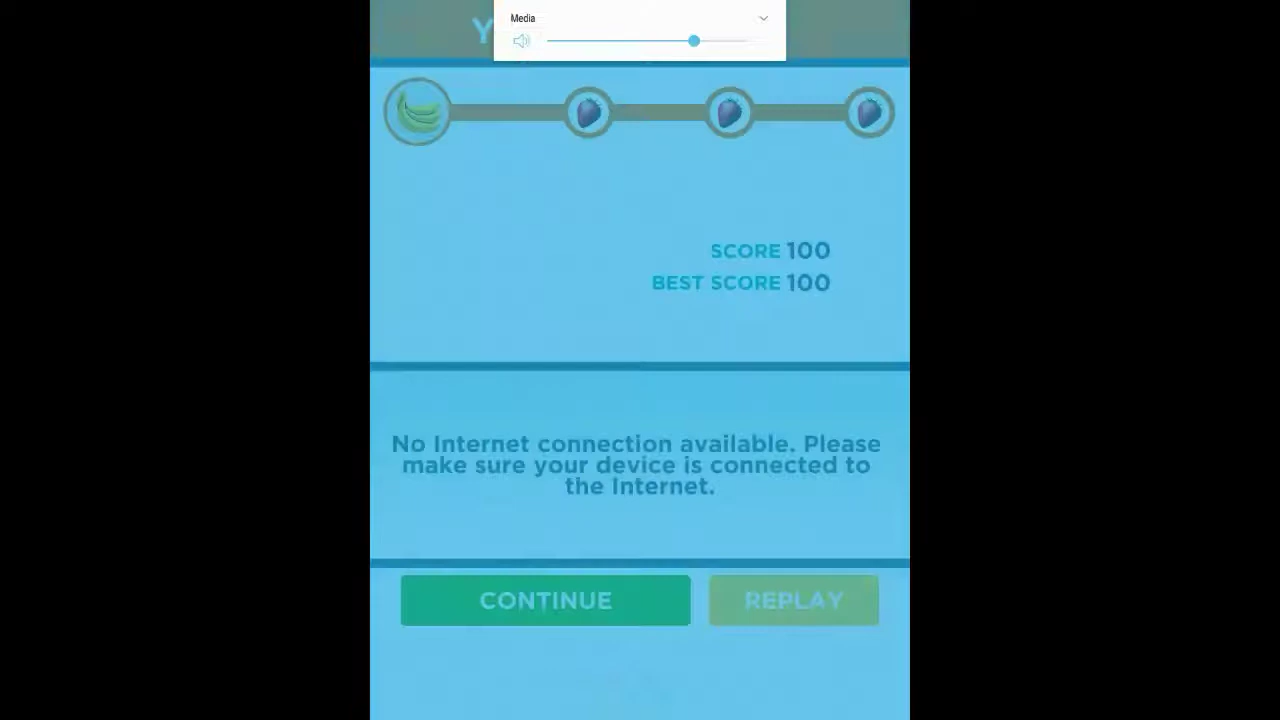 Media
SCORE 100
BEST SCORE 100
No Internet connection available. Please
make sure your device is connected to
the Internet.
CONTINUE
REPLAY